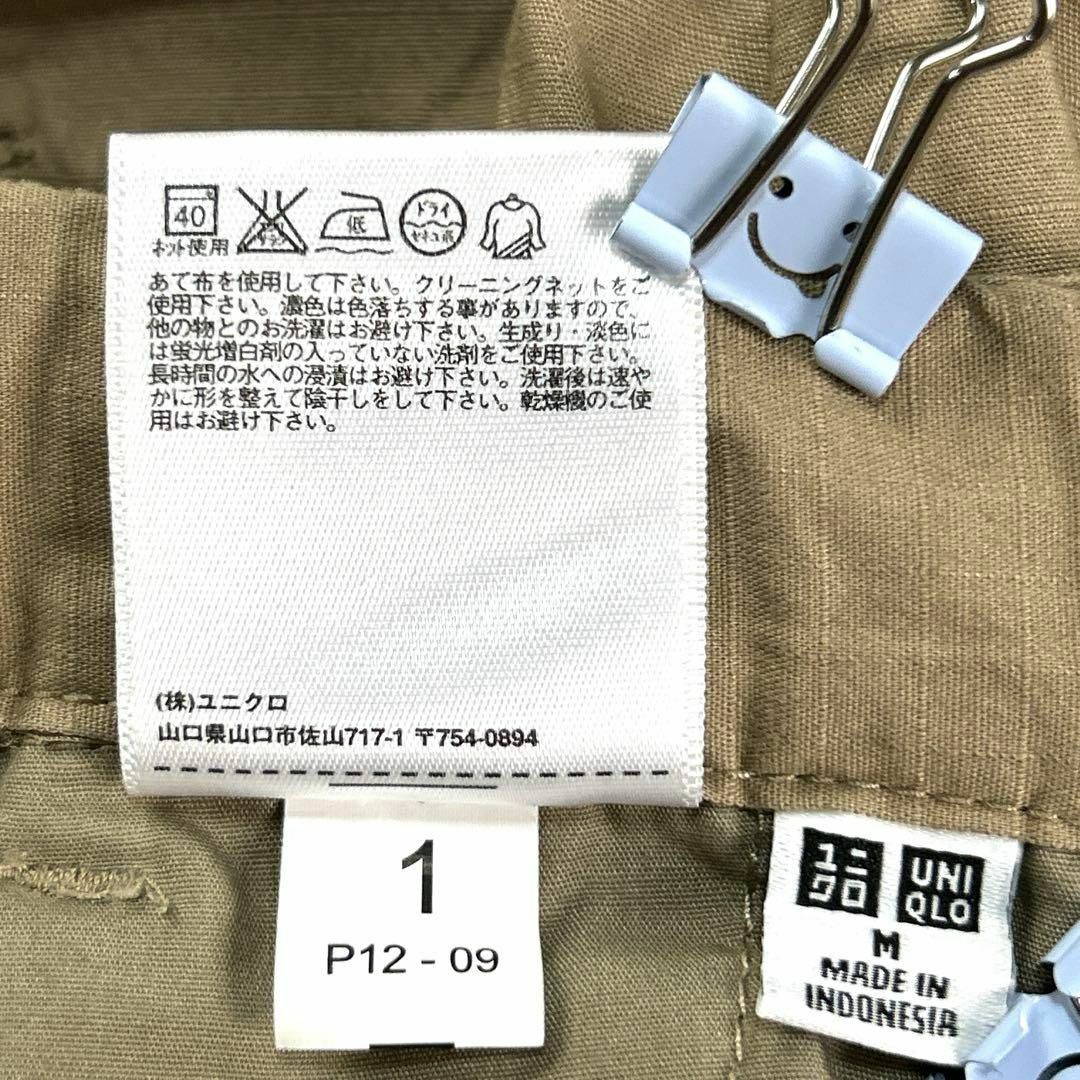 40
ネット使用
低
ドライ
セキユ系
あて布を使用して下さい。クリーニングネットをご
使用下さい。濃色は色落ちする事がありますので、
他の物とのお洗濯はお避け下さい。生成り・淡色に
は蛍光増白剤の入っていない洗剤をご使用下さい。
長時間の水への浸漬はお避け下さい。洗濯後は速や
かに形を整えて陰干しをして下さい。乾燥機のご使
用はお避け下さい。
(株)ユニクロ
山口県山口市佐山717-1 〒754-0894
1
P12 - 09
ユニ
クロ
UNI
QLO
M
MADE IN
INDONESIA